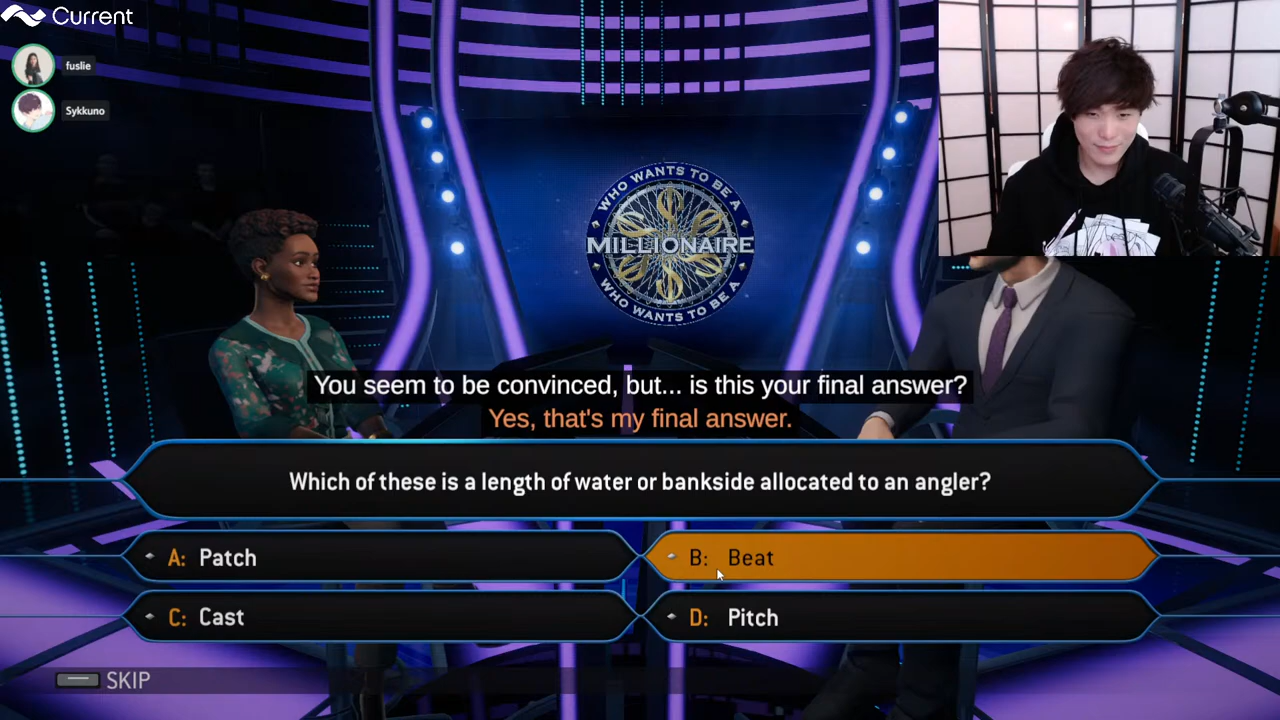 Current
fuslie
Sykkuno
WHO WANTS TO BE A
MILLIONAIRE
WHO WANTS TO BE A
You seem to be convinced, but... is this your final answer?
Yes, that's my final answer.
Which of these is a length of water or bankside allocated to an angler?
A: Patch
B: Beat
C: Cast
D: Pitch
SKIP